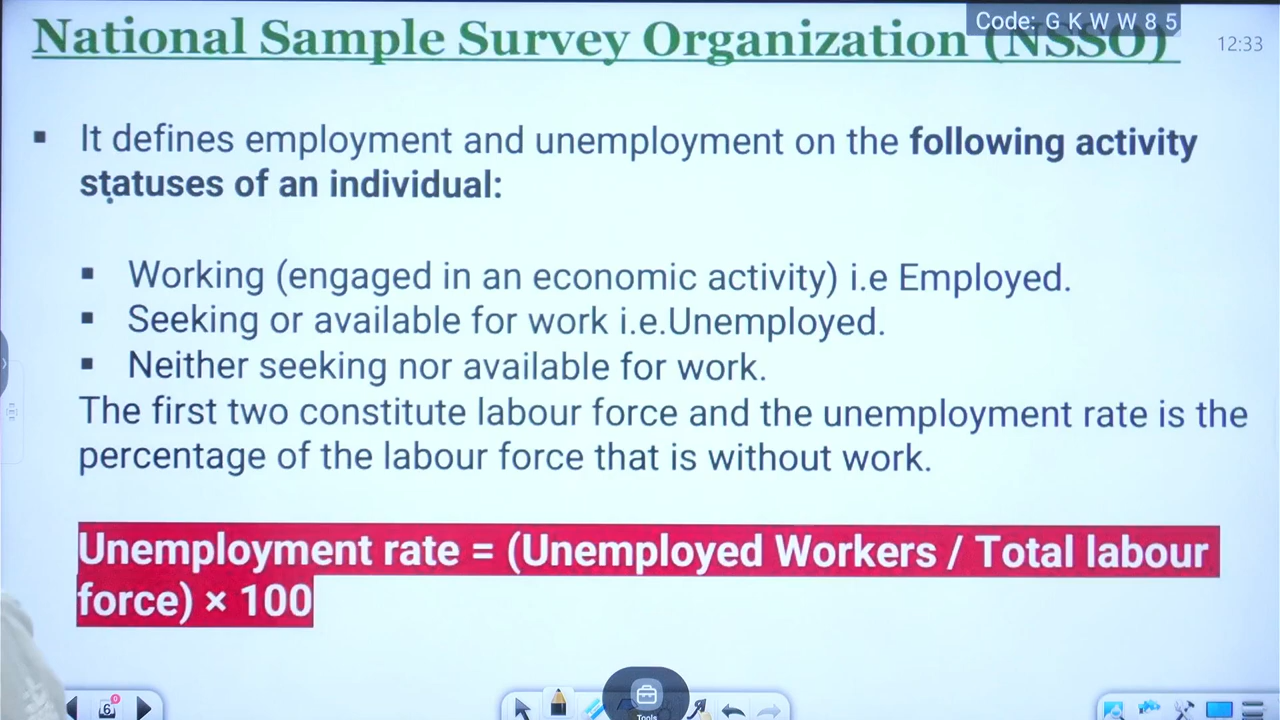 National Sample Survey Organization (NSSO)
Code: G K W W 8 5
12:33
▪ It defines employment and unemployment on the following activity
statuses of an individual:
▪ Working (engaged in an economic activity) i.e Employed.
▪ Seeking or available for work i.e.Unemployed.
▪ Neither seeking nor available for work.
The first two constitute labour force and the unemployment rate is the
percentage of the labour force that is without work.
Unemployment rate = (Unemployed Workers / Total labour
force) × 100
6
0
Tools